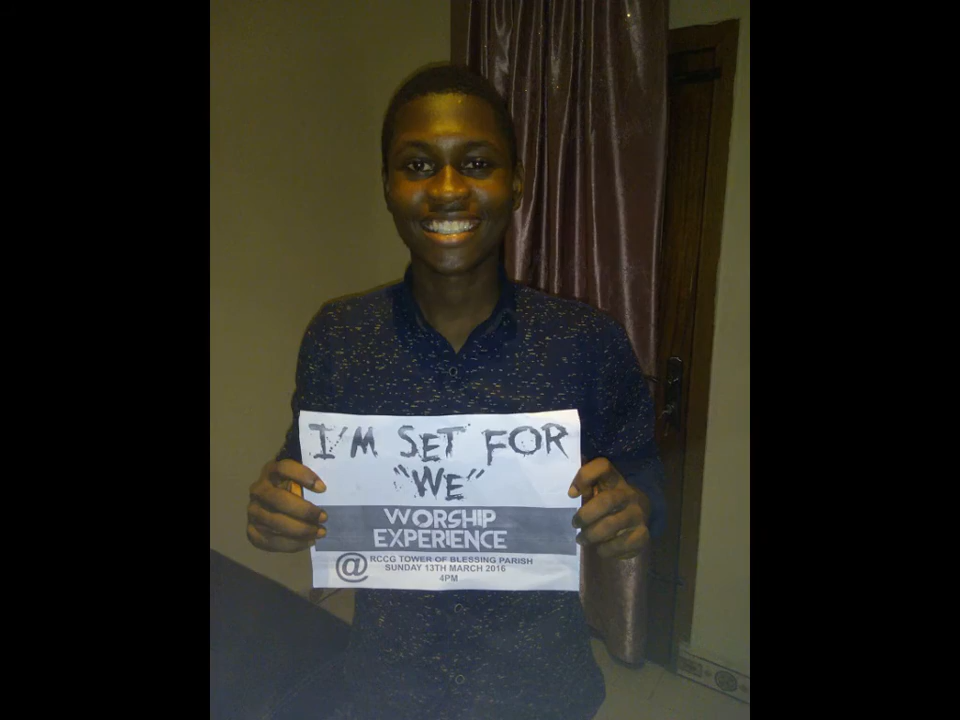 I'M SET FOR
"WE"
WORSHIP
EXPERIENCE
@ RCCG TOWER OF BLESSING PARISH
SUNDAY 13TH MARCH 2016
4PM